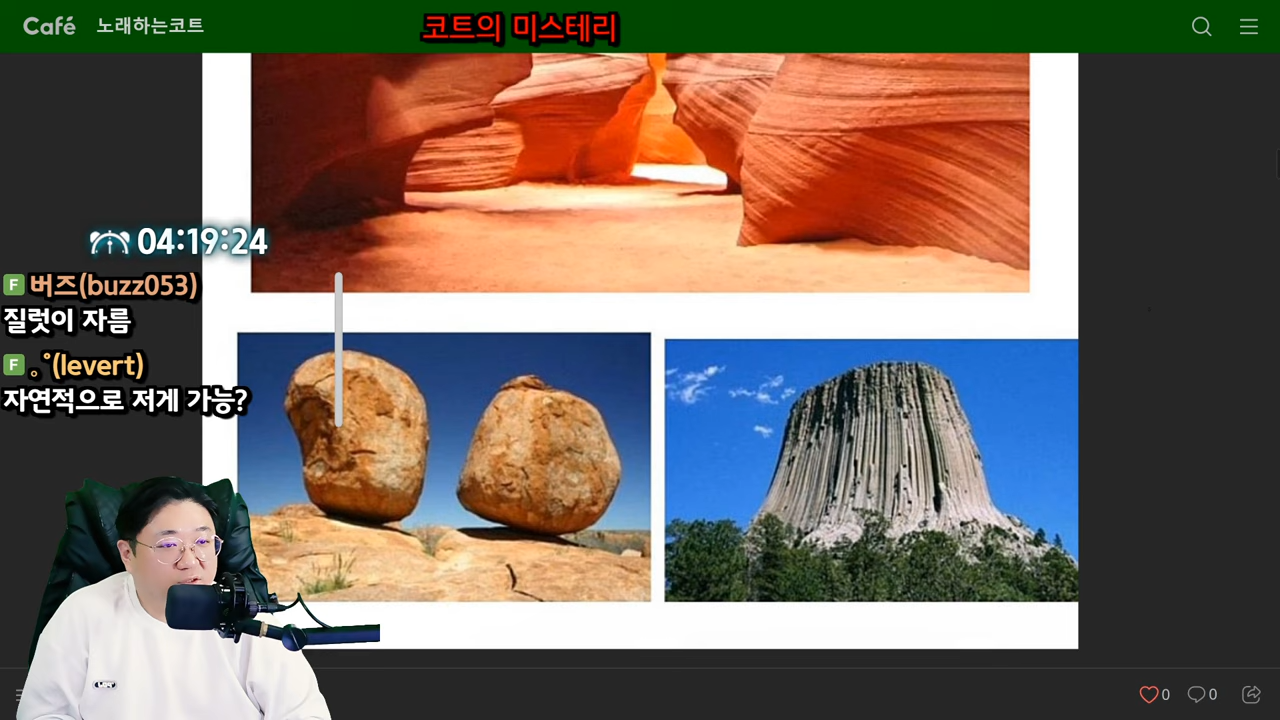 Café 노래하는코트
코트의 미스테리
04:19:24
F 버즈(buzz053)
질럿이 자름
F 。˚(levert)
자연적으로 저게 가능?
0 0